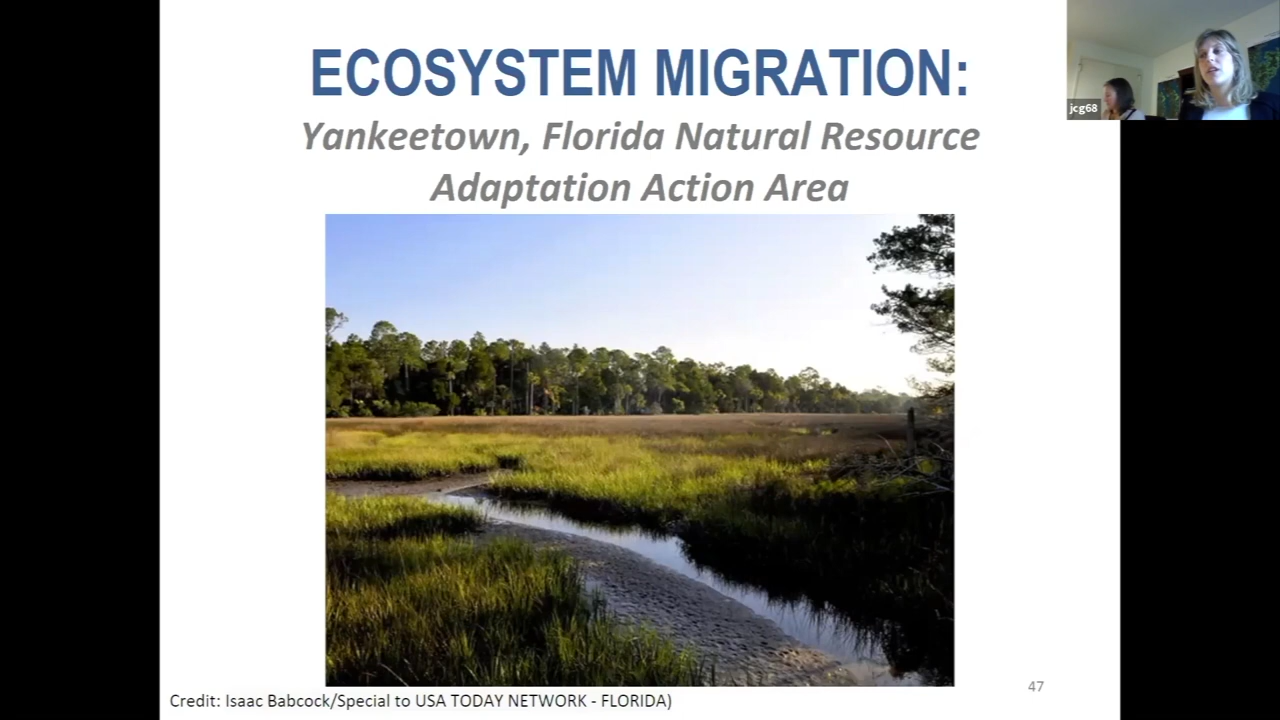 ECOSYSTEM MIGRATION:
Yankeetown, Florida Natural Resource
Adaptation Action Area
jcg68
47
Credit: Isaac Babcock/Special to USA TODAY NETWORK - FLORIDA)